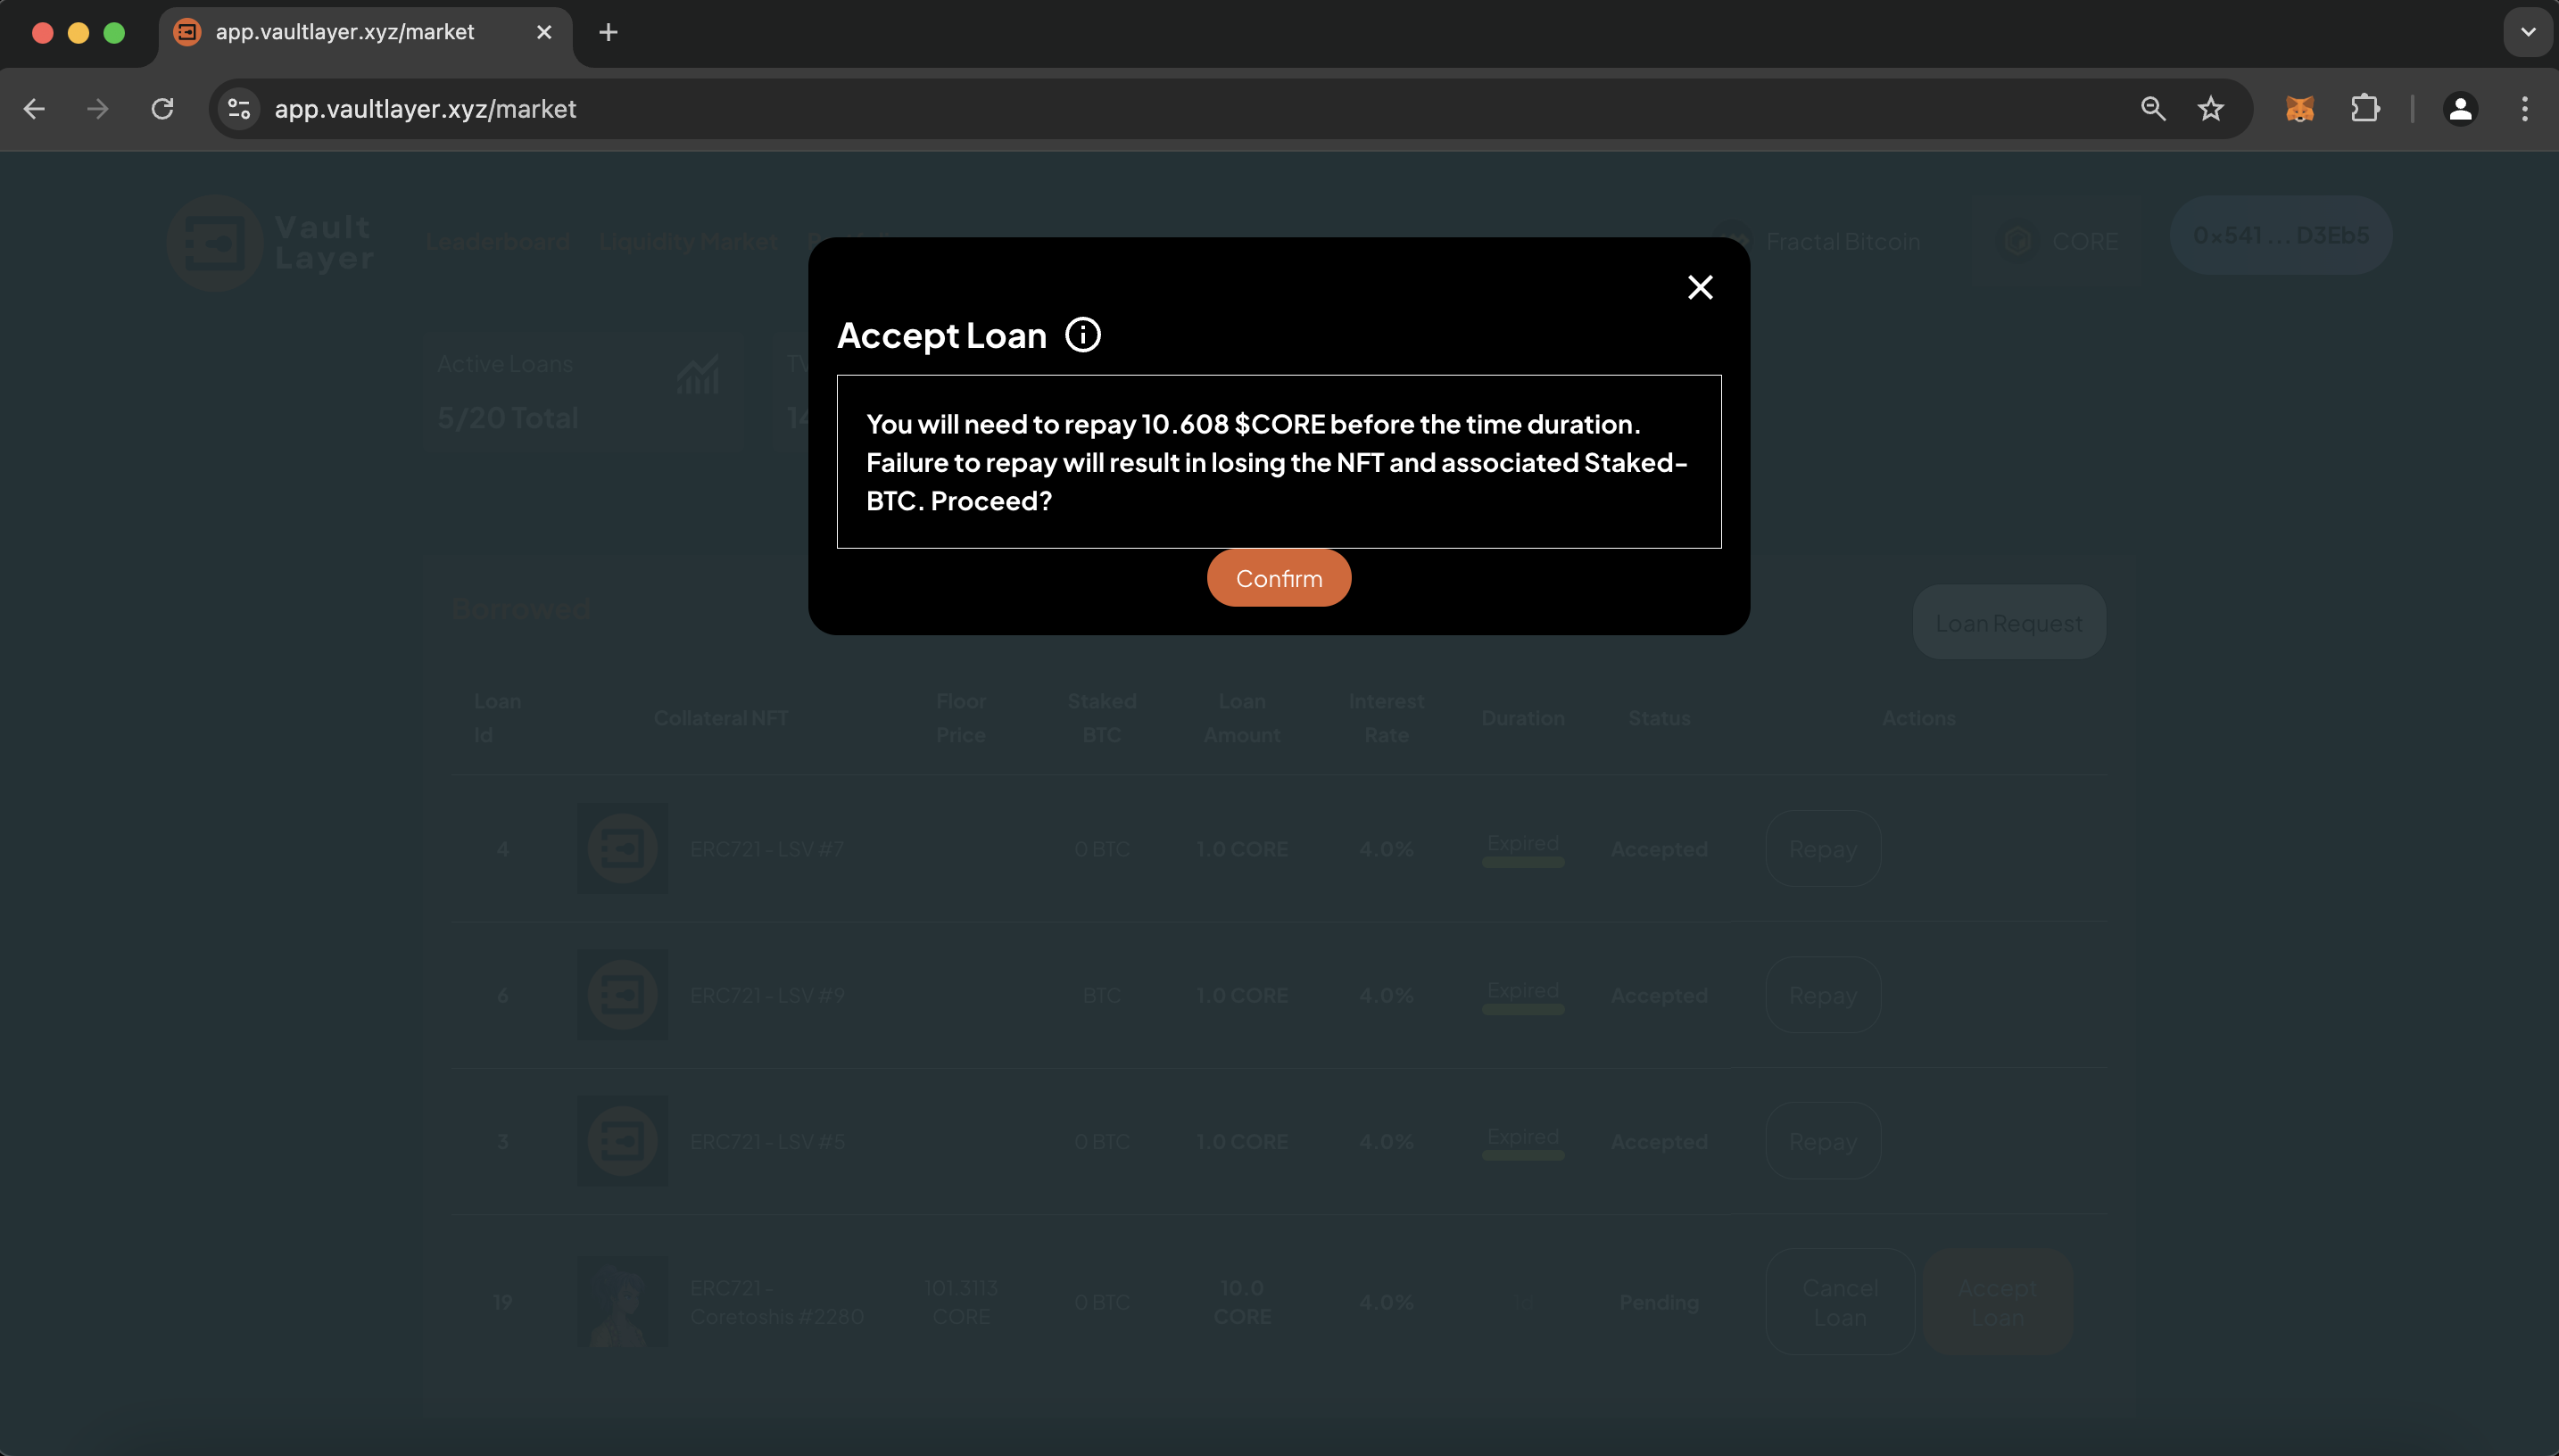 app.vaultlayer.xyz/market
app.vaultlayer.xyz/market
Vault
Layer
Leaderboard
Liquidity Market
Fractal Bitcoin
CORE
0x541 ... D3Eb5
Accept Loan
You will need to repay 10.608 $CORE before the time duration.
Failure to repay will result in losing the NFT and associated Staked-
BTC. Proceed?
Confirm
Active Loans
5/20 Total
Borrowed
Loan Request
Loan Id
Collateral NFT
Floor Price
Staked BTC
Loan Amount
Interest Rate
Duration
Status
Actions
4
ERC721 - LSV #7
0 BTC
1.0 CORE
4.0%
Expired
Accepted
Repay
6
ERC721 - LSV #9
BTC
1.0 CORE
4.0%
Expired
Accepted
Repay
3
ERC721 - LSV #5
0 BTC
1.0 CORE
4.0%
Expired
Accepted
Repay
19
ERC721 -
Coretoshis #2280
101.3113
CORE
0 BTC
10.0
CORE
4.0%
Pending
Cancel
Loan
Accept
Loan